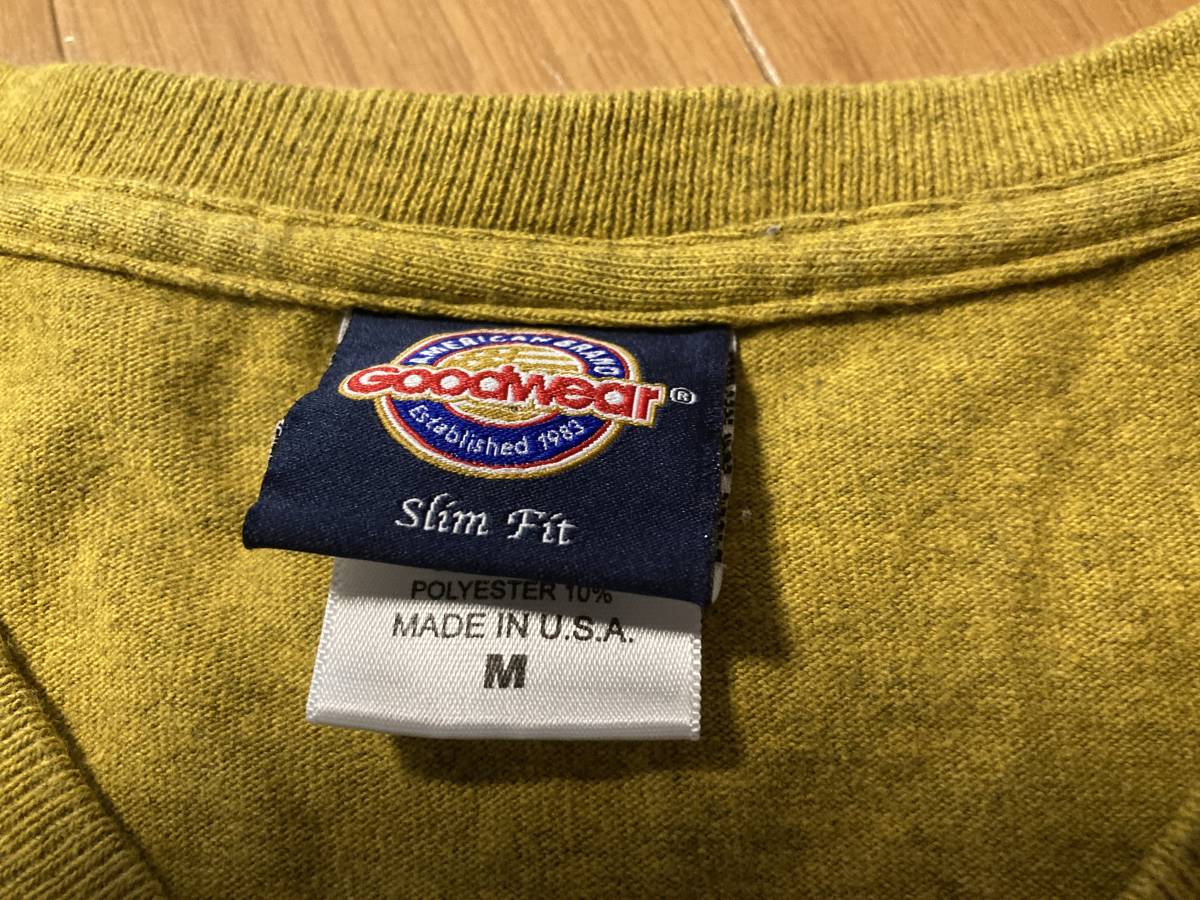 AMERICAN BRAND
Goodwear®
Established 1983
Slim Fit
POLYESTER 10%
MADE IN U.S.A.
M